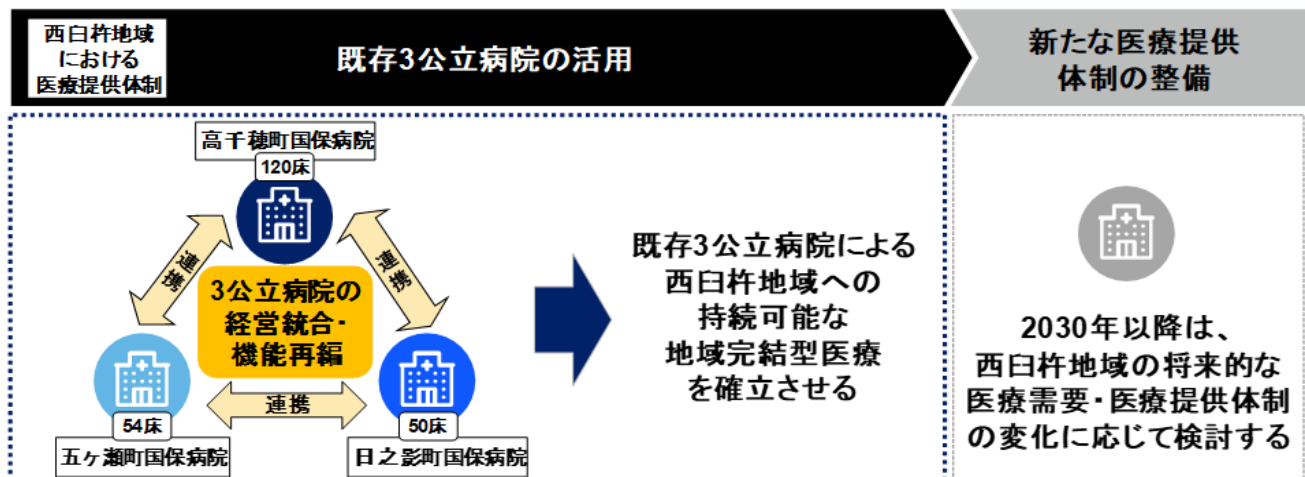 西臼杵地域
における
医療提供体制
既存3公立病院の活用
新たな医療提供
体制の整備
高千穂町国保病院
120床
連携
連携
3公立病院の
経営統合・
機能再編
連携
54床
五ヶ瀬町国保病院
50床
日之影町国保病院
既存3公立病院による
西臼杵地域への
持続可能な
地域完結型医療
を確立させる
2030年以降は、
西臼杵地域の将来的な
医療需要・医療提供体制
の変化に応じて検討する